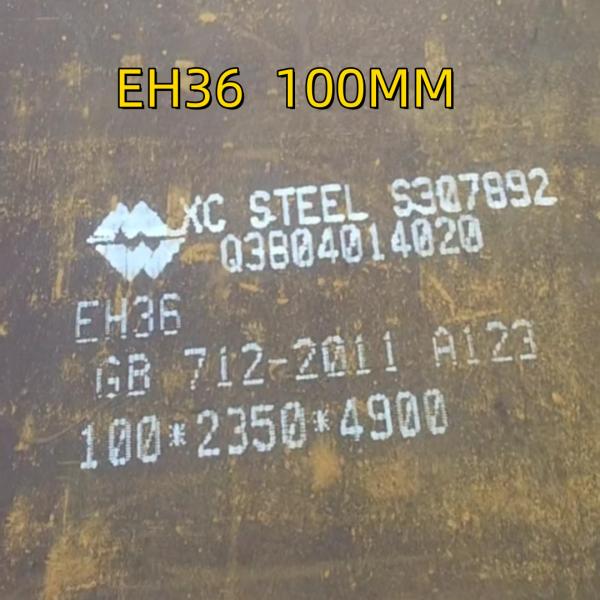 EH36 100MM
XC STEEL S307892
Q3804014020
EH36
GB 712-2011 A123
100*2350*4900